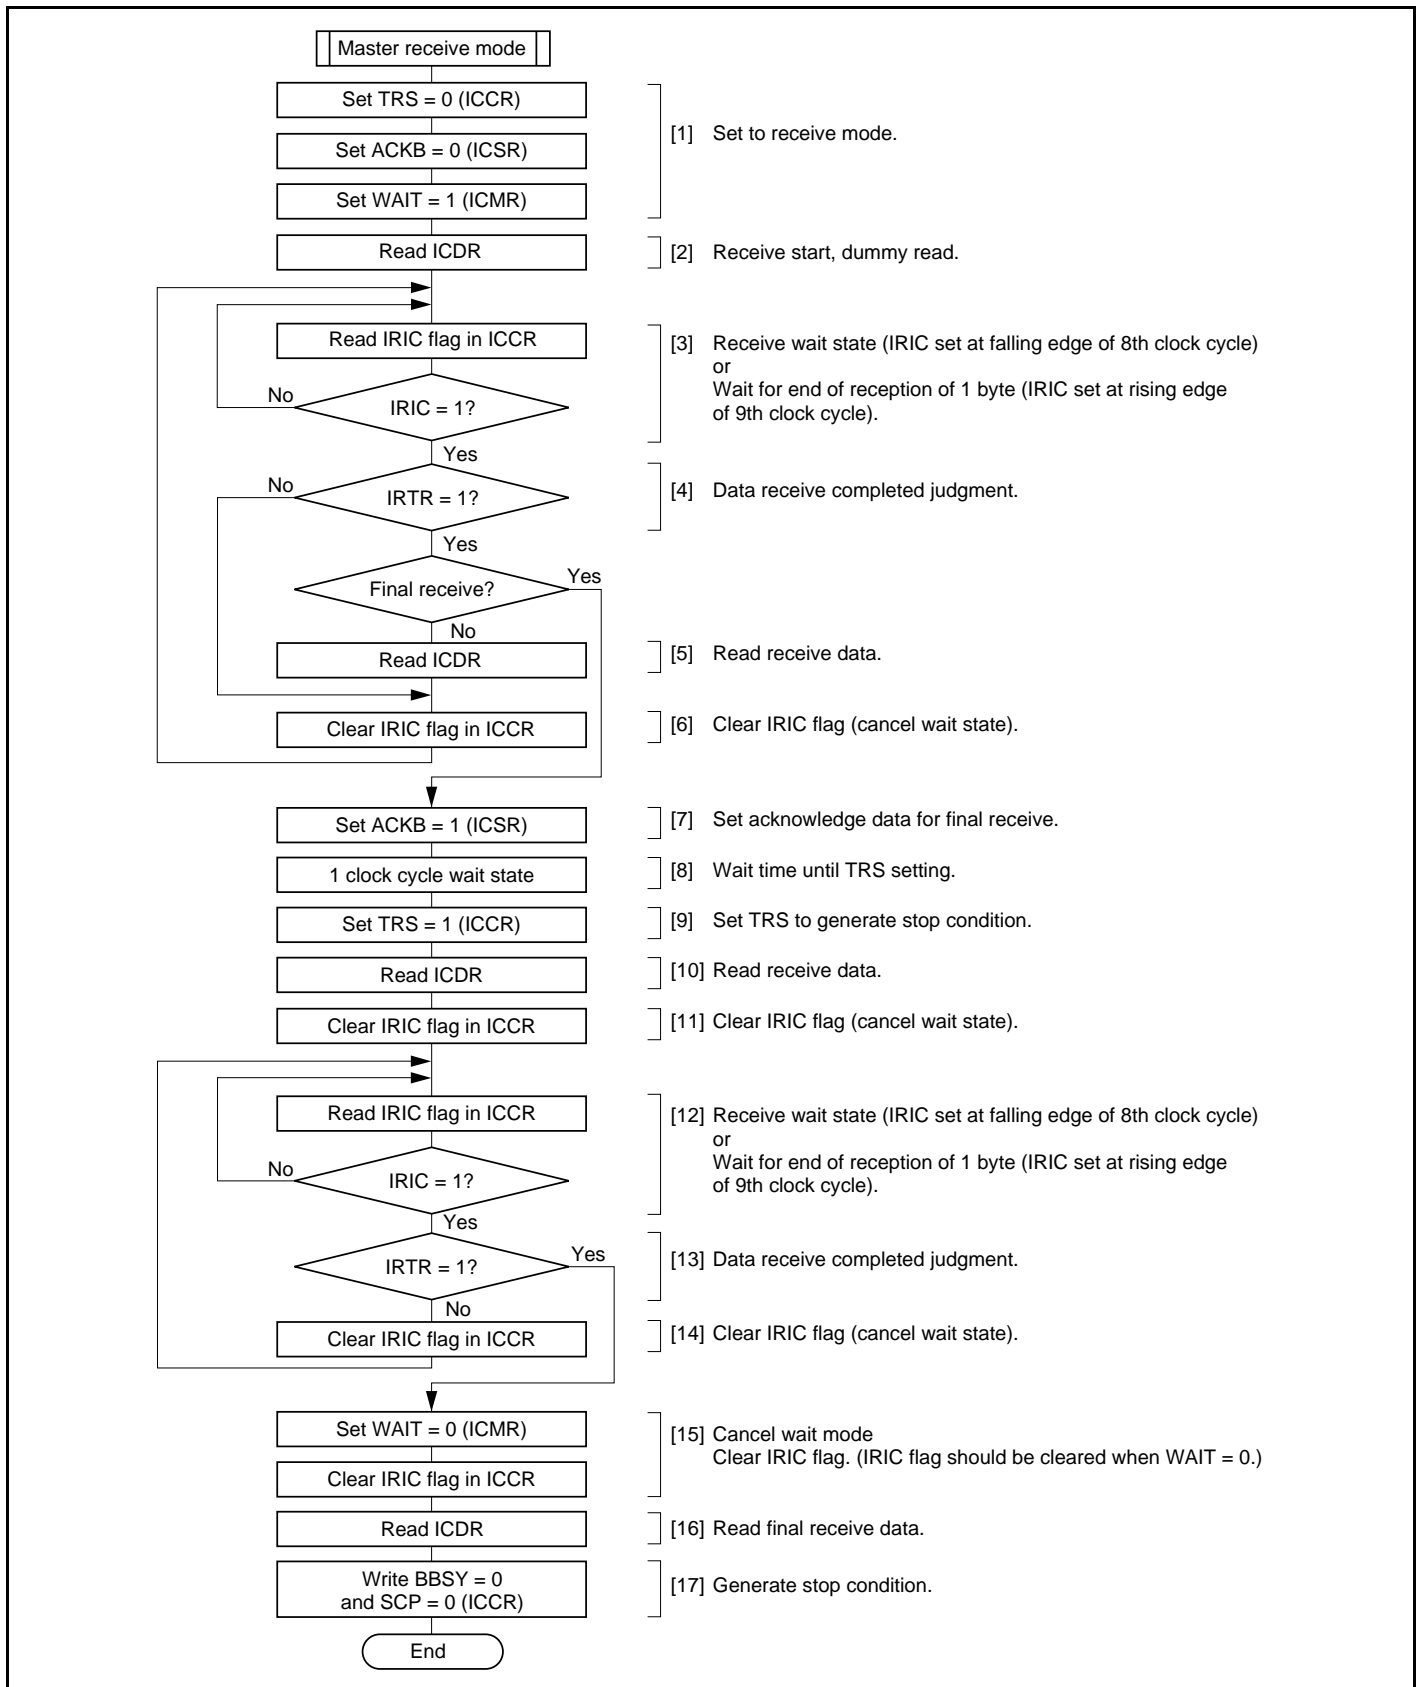 Master receive mode
Set TRS = 0 (ICCR)
[1] Set to receive mode.
Set ACKB = 0 (ICSR)
Set WAIT = 1 (ICMR)
Read ICDR
[2] Receive start, dummy read.
Read IRIC flag in ICCR
[3] Receive wait state (IRIC set at falling edge of 8th clock cycle)
or
Wait for end of reception of 1 byte (IRIC set at rising edge
of 9th clock cycle).
No
IRIC = 1?
Yes
No
IRTR = 1?
[4] Data receive completed judgment.
Yes
Final receive?
Yes
No
Read ICDR
[5] Read receive data.
Clear IRIC flag in ICCR
[6] Clear IRIC flag (cancel wait state).
Set ACKB = 1 (ICSR)
[7] Set acknowledge data for final receive.
1 clock cycle wait state
[8] Wait time until TRS setting.
Set TRS = 1 (ICCR)
[9] Set TRS to generate stop condition.
Read ICDR
[10] Read receive data.
Clear IRIC flag in ICCR
[11] Clear IRIC flag (cancel wait state).
Read IRIC flag in ICCR
[12] Receive wait state (IRIC set at falling edge of 8th clock cycle)
or
Wait for end of reception of 1 byte (IRIC set at rising edge
of 9th clock cycle).
No
IRIC = 1?
Yes
IRTR = 1?
Yes
[13] Data receive completed judgment.
No
Clear IRIC flag in ICCR
[14] Clear IRIC flag (cancel wait state).
Set WAIT = 0 (ICMR)
[15] Cancel wait mode
Clear IRIC flag. (IRIC flag should be cleared when WAIT = 0.)
Clear IRIC flag in ICCR
Read ICDR
[16] Read final receive data.
Write BBSY = 0
and SCP = 0 (ICCR)
[17] Generate stop condition.
End